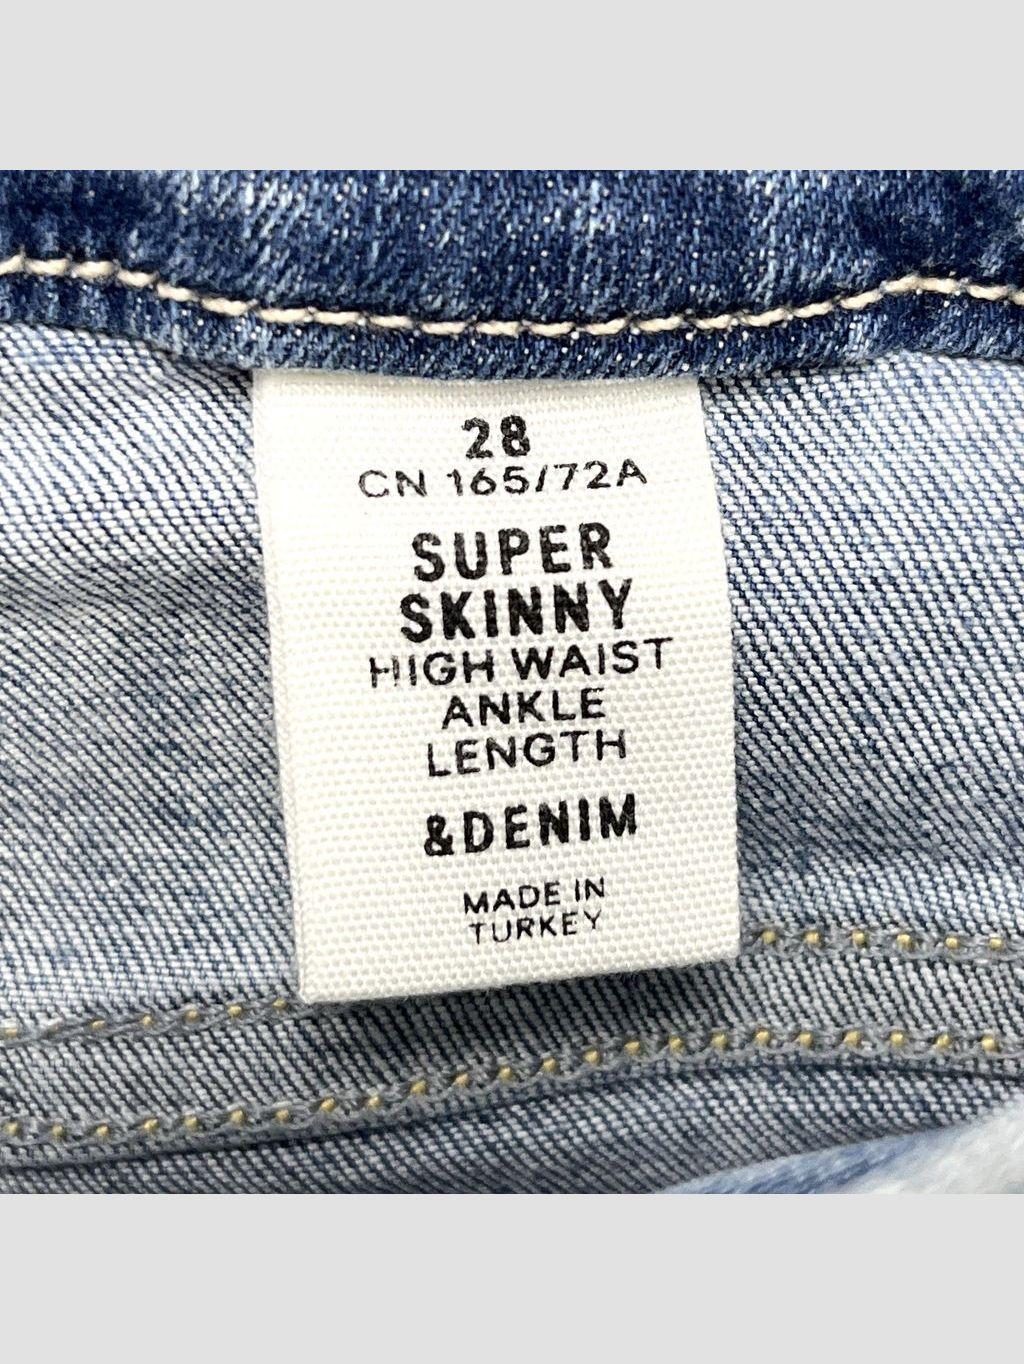 28
CN 165/72A
SUPER
SKINNY
HIGH WAIST
ANKLE
LENGTH
&DENIM
MADE IN
TURKEY